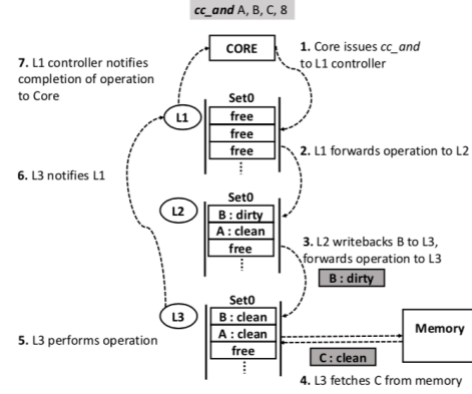 cc_and A, B, C, 8
CORE
1. Core issues cc_and
to L1 controller
7. L1 controller notifies
completion of operation
to Core
Set0
L1
free
free
free
2. L1 forwards operation to L2
6. L3 notifies L1
Set0
L2
B : dirty
A : clean
free
3. L2 writebacks B to L3,
forwards operation to L3
B : dirty
Set0
L3
B : clean
A : clean
free
Memory
5. L3 performs operation
C : clean
4. L3 fetches C from memory